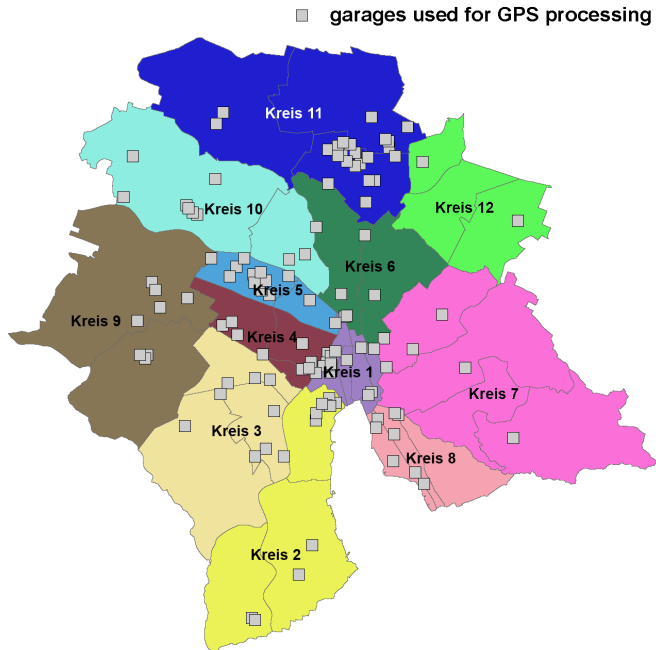 garages used for GPS processing
Kreis 11
Kreis 10
Kreis 12
Kreis 6
Kreis 5
Kreis 9
Kreis 4
Kreis 1
Kreis 7
Kreis 3
Kreis 8
Kreis 2